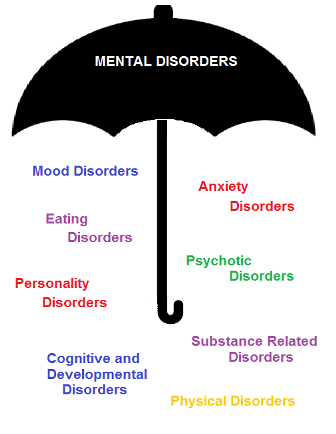 MENTAL DISORDERS
Mood Disorders
Anxiety
Disorders
Eating
Disorders
Psychotic
Disorders
Personality
Disorders
Substance Related
Disorders
Cognitive and
Developmental
Disorders
Physical Disorders